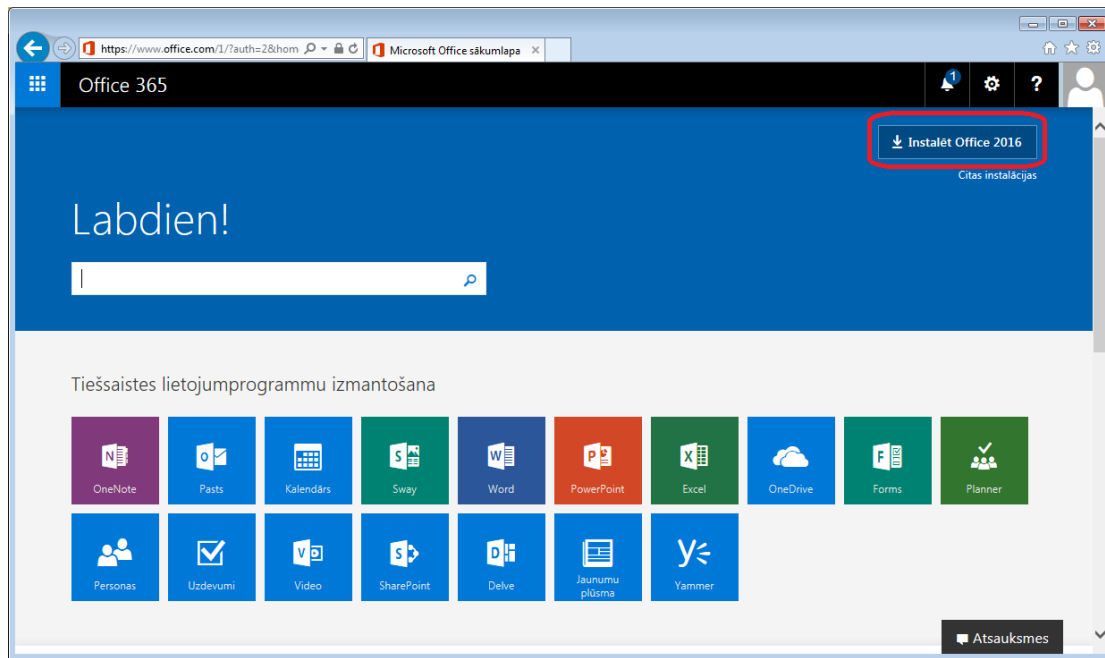 https://www.office.com/1/?auth=2&hom
Microsoft Office sākumlapa
Office 365
1
?
Instalēt Office 2016
Citas instalācijas
Labdien!
Tiešsaistes lietojumprogrammu izmantošana
OneNote
Pasts
Kalendārs
Sway
Word
PowerPoint
Excel
OneDrive
Forms
Planner
Personas
Uzdevumi
Video
SharePoint
Delve
Jaunumu
plūsma
Yammer
Atsauksmes